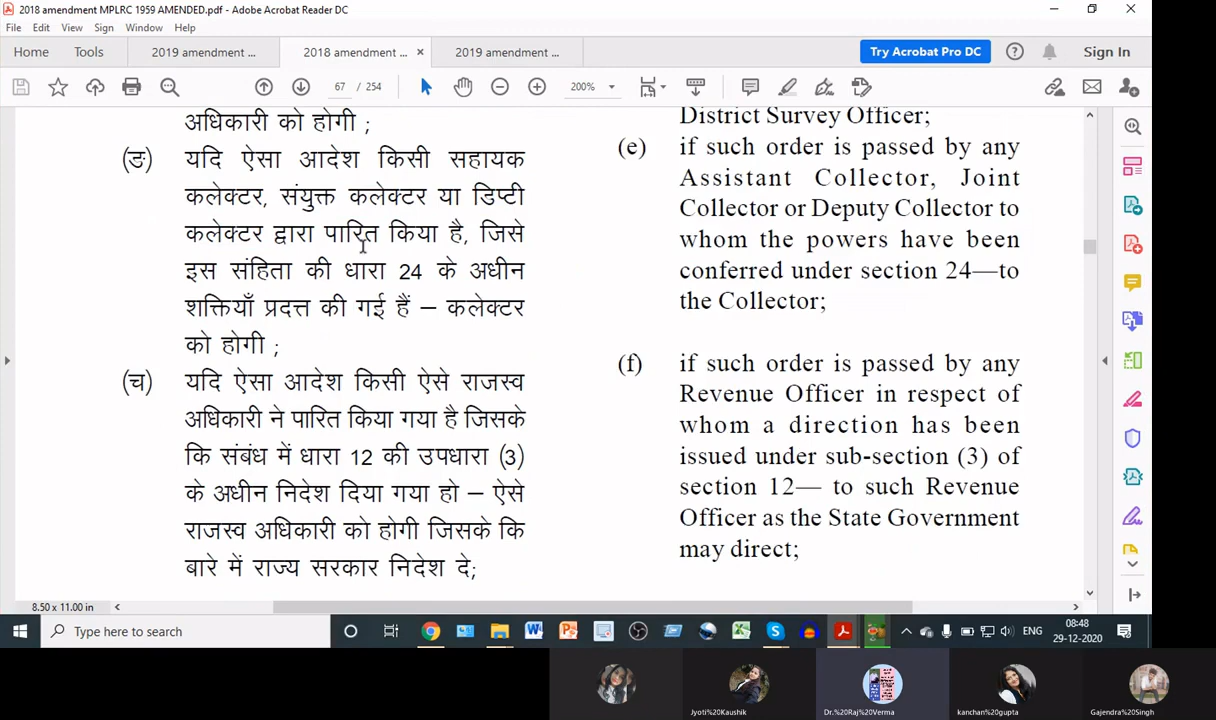 2018 amendment MPLRC 1959 AMENDED.pdf - Adobe Acrobat Reader DC
File Edit View Sign Window Help
Home Tools 2019 amendment ... 2018 amendment ... × 2019 amendment ... Try Acrobat Pro DC Sign In
67 / 254 200%
अधिकारी को होगी ;
(ङ) यदि ऐसा आदेश किसी सहायक
कलेक्टर, संयुक्त कलेक्टर या डिप्टी
कलेक्टर द्वारा पारित किया है, जिसे
इस संहिता की धारा 24 के अधीन
शक्तियाँ प्रदत्त की गई हैं – कलेक्टर
को होगी ;
(च) यदि ऐसा आदेश किसी ऐसे राजस्व
अधिकारी ने पारित किया गया है जिसके
कि संबंध में धारा 12 की उपधारा (3)
के अधीन निदेश दिया गया हो – ऐसे
राजस्व अधिकारी को होगी जिसके कि
बारे में राज्य सरकार निदेश दे;
District Survey Officer;
(e) if such order is passed by any
Assistant Collector, Joint
Collector or Deputy Collector to
whom the powers have been
conferred under section 24—to
the Collector;
(f) if such order is passed by any
Revenue Officer in respect of
whom a direction has been
issued under sub-section (3) of
section 12— to such Revenue
Officer as the State Government
may direct;
8.50 x 11.00 in
Type here to search ENG 08:48
29-12-2020
Jyoti%20Kaushik Dr.%20Raj%20Verma kanchan%20gupta Gajendra%20Singh